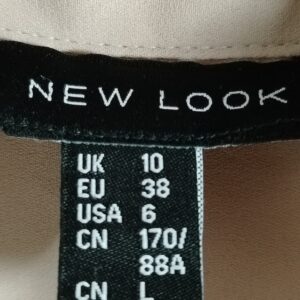 NEW LOOK
UK 10
EU 38
USA 6
CN 170/
88A
CN L